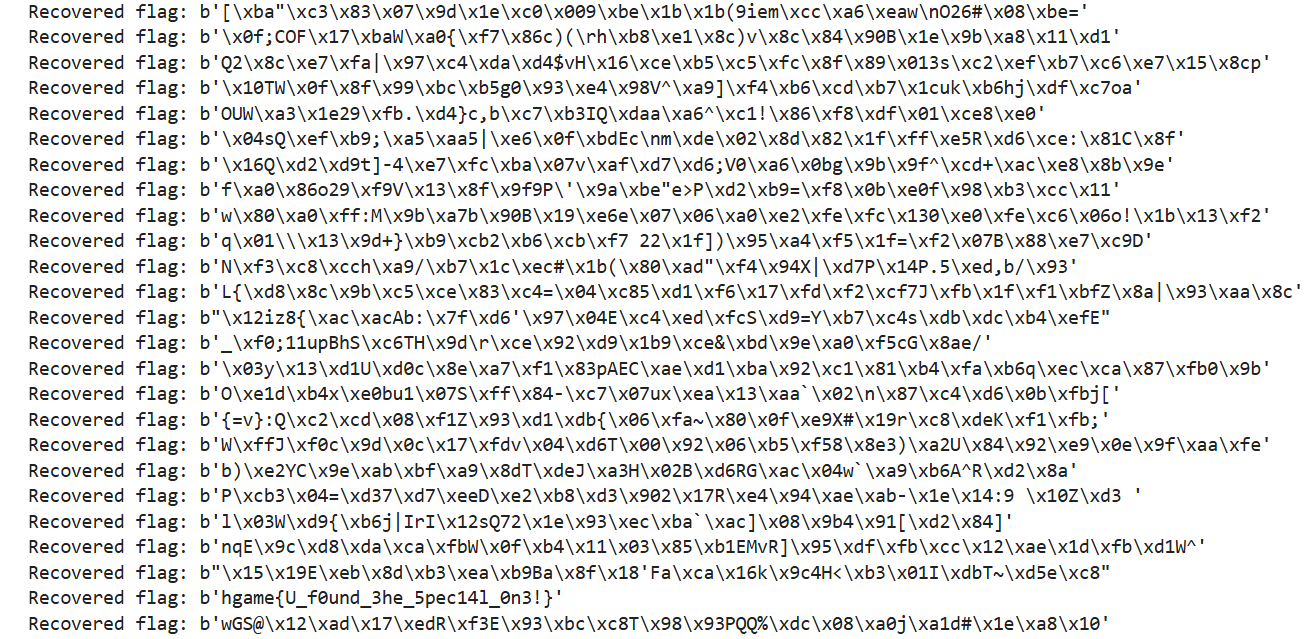 Recovered flag: b'[\xba"\xc3\x83\x07\x9d\x1e\xc0\x009\xbe\x1b\x1b(9iem\xcc\xa6\xeaw\nO26#\x08\xbe='
Recovered flag: b'\x0f;COF\x17\xbaW\xa0{\xf7\x86c)(\rh\xb8\xe1\x8c)v\x8c\x84\x90B\x1e\x9b\xa8\x11\xd1'
Recovered flag: b'Q2\x8c\xe7\xfa|\x97\xc4\xda\xd4$vH\x16\xce\xb5\xc5\xfc\x8f\x89\x013s\xc2\xef\xb7\xc6\xe7\x15\x8cp'
Recovered flag: b'\x10TW\x0f\x8f\x99\xbc\xb5g0\x93\xe4\x98V^\xa9]\xf4\xb6\xcd\xb7\x1cuk\xb6hj\xdf\xc7oa'
Recovered flag: b'OUW\xa3\x1e29\xfb.\xd4}c,b\xc7\xb3IQ\xdaa\xa6^\xc1!\x86\xf8\xdf\x01\xce8\xe0'
Recovered flag: b'\x04sQ\xef\xb9;\xa5\xaa5|\xe6\x0f\xbdEc\nm\xde\x02\x8d\x82\x1f\xff\xe5R\xd6\xce:\x81C\x8f'
Recovered flag: b'\x16Q\xd2\xd9t]-4\xe7\xfc\xba\x07v\xaf\xd7\xd6;V0\xa6\x0bg\x9b\x9f^\xcd+\xac\xe8\x8b\x9e'
Recovered flag: b'f\xa0\x86o29\xf9V\x13\x8f\x9f9P\'\x9a\xbe"e>P\xd2\xb9=\xf8\x0b\xe0f\x98\xb3\xcc\x11'
Recovered flag: b'w\x80\xa0\xff:M\x9b\xa7b\x90B\x19\xe6e\x07\x06\xa0\xe2\xfe\xfc\x130\xe0\xfe\xc6\x06o!\x1b\x13\xf2'
Recovered flag: b'q\x01\\\x13\x9d+}\xb9\xcb2\xb6\xcb\xf7 22\x1f])\x95\xa4\xf5\x1f=\xf2\x07B\x88\xe7\xc9D'
Recovered flag: b'N\xf3\xc8\xcch\xa9/\xb7\x1c\xec#\x1b(\x80\xad"\xf4\x94X|\xd7P\x14P.5\xed,b/\x93'
Recovered flag: b'L{\xd8\x8c\x9b\xc5\xce\x83\xc4=\x04\xc85\xd1\xf6\x17\xfd\xf2\xcf7J\xfb\x1f\xf1\xbfZ\x8a|\x93\xaa\x8c'
Recovered flag: b"\x12iz8{\xac\xacAb:\x7f\xd6'\x97\x04E\xc4\xed\xfcS\xd9=Y\xb7\xc4s\xdb\xdc\xb4\xefE"
Recovered flag: b'_\xf0;11upBhS\xc6TH\x9d\r\xce\x92\xd9\x1b9\xce&\xbd\x9e\xa0\xf5cG\x8ae/'
Recovered flag: b'\x03y\x13\xd1U\xd0c\x8e\xa7\xf1\x83pAEC\xae\xd1\xba\x92\xc1\x81\xb4\xfa\xb6q\xec\xca\x87\xfb0\x9b'
Recovered flag: b'O\xe1d\xb4x\xe0bu1\x07S\xff\x84-\xc7\x07ux\xea\x13\xaa`\x02\n\x87\xc4\xd6\x0b\xfbj['
Recovered flag: b'{=v}:Q\xc2\xcd\x08\xf1Z\x93\xd1\xdb{\x06\xfa~\x80\x0f\xe9X#\x19r\xc8\xdeK\xf1\xfb;'
Recovered flag: b'W\xffJ\xf0c\x9d\x0c\x17\xfdv\x04\xd6T\x00\x92\x06\xb5\xf58\x8e3)\xa2U\x84\x92\xe9\x0e\x9f\xaa\xfe'
Recovered flag: b'b)\xe2YC\x9e\xab\xbf\xa9\x8dT\xdeJ\xa3H\x02B\xd6RG\xac\x04w`\xa9\xb6A^R\xd2\x8a'
Recovered flag: b'P\xcb3\x04=\xd37\xd7\xeeD\xe2\xb8\xd3\x902\x17R\xe4\x94\xae\xab-\x1e\x14:9 \x10Z\xd3 '
Recovered flag: b'l\x03W\xd9{\xb6j|IrI\x12sQ72\x1e\x93\xec\xba`\xac]\x08\x9b4\x91[\xd2\x84]'
Recovered flag: b'nqE\x9c\xd8\xda\xca\xfbW\x0f\xb4\x11\x03\x85\xb1EMvR]\x95\xdf\xfb\xcc\x12\xae\x1d\xfb\xd1W^'
Recovered flag: b"\x15\x19E\xeb\x8d\xb3\xea\xb9Ba\x8f\x18'Fa\xca\x16k\x9c4H<\xb3\x01I\xdbT~\xd5e\xc8"
Recovered flag: b'hgame{U_f0und_3he_5pec14l_0n3!}'
Recovered flag: b'wGS@\x12\xad\x17\xedR\xf3E\x93\xbc\xc8T\x98\x93PQQ%\xdc\x08\xa0j\xa1d#\x1e\xa8\x10'